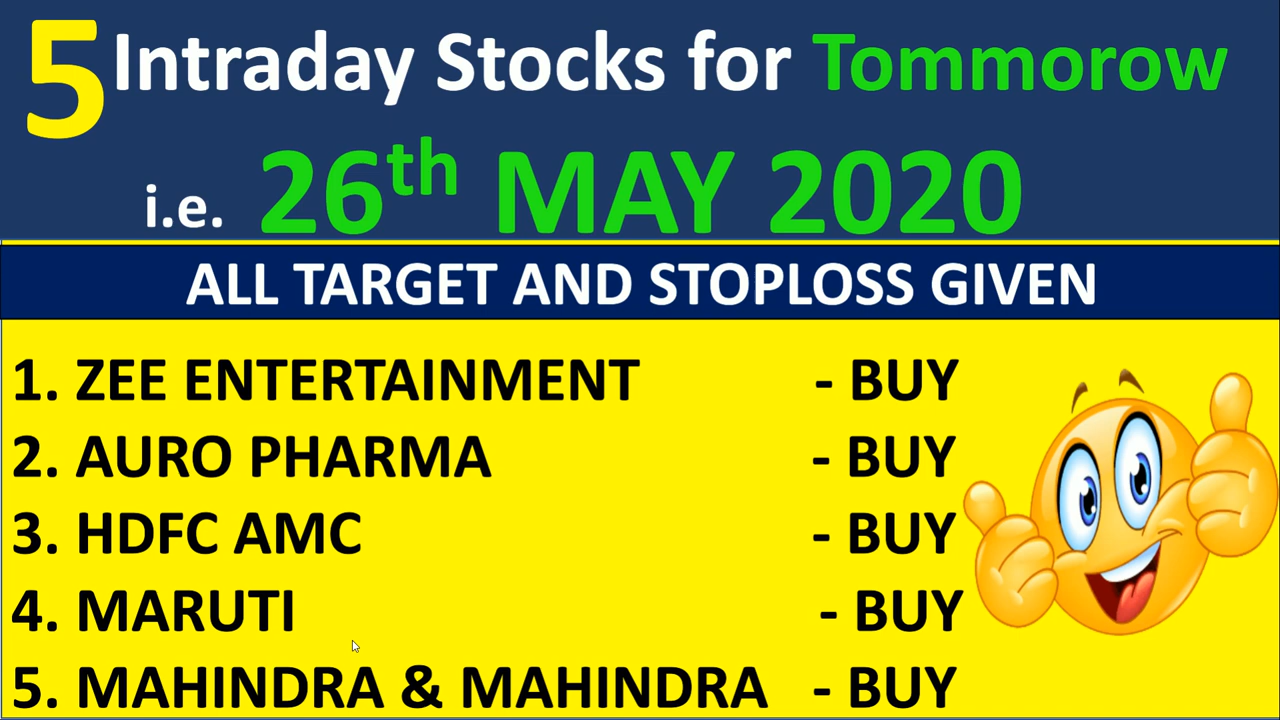 5 Intraday Stocks for Tommorow
i.e. 26th MAY 2020
ALL TARGET AND STOPLOSS GIVEN
1. ZEE ENTERTAINMENT - BUY
2. AURO PHARMA - BUY
3. HDFC AMC - BUY
4. MARUTI - BUY
5. MAHINDRA & MAHINDRA - BUY